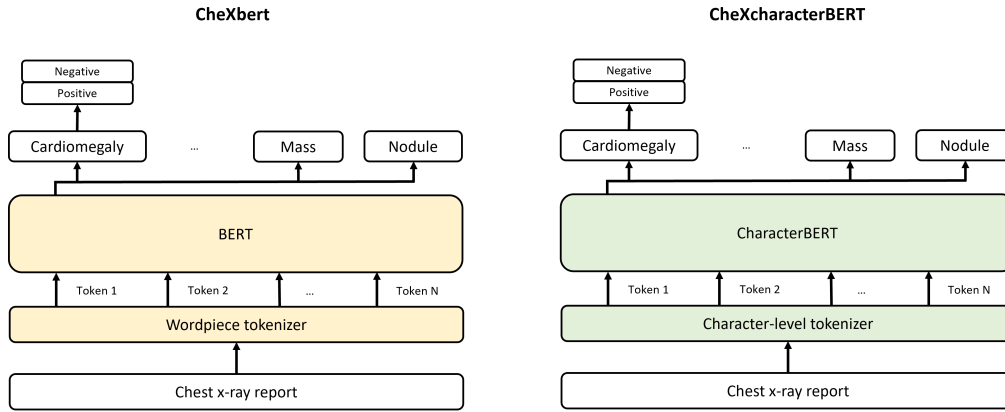 CheXbert
Negative
Positive
Cardiomegaly
...
Mass
Nodule
BERT
Token 1
Token 2
...
Token N
Wordpiece tokenizer
Chest x-ray report
CheXcharacterBERT
Negative
Positive
Cardiomegaly
...
Mass
Nodule
CharacterBERT
Token 1
Token 2
...
Token N
Character-level tokenizer
Chest x-ray report